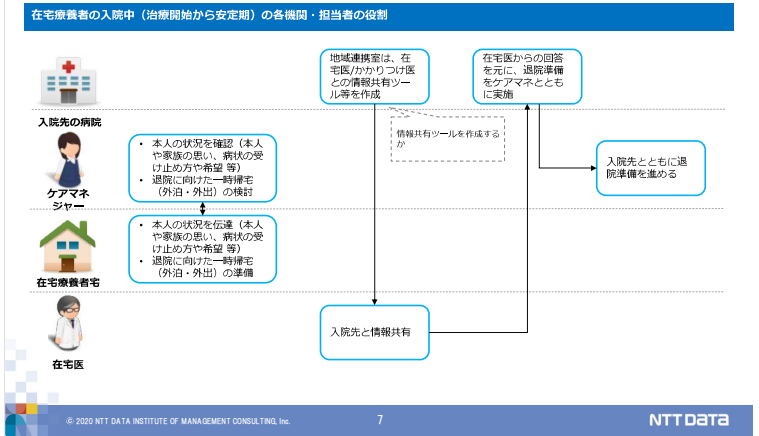 在宅療養者の入院中（治療開始から安定期）の各機関・担当者の役割
地域連携室は、在
宅医/かかりつけ医
との情報共有ツー
ル等を作成
在宅医からの回答
を元に、退院準備
をケアマネととも
に実施
入院先の病院
情報共有ツールを作成する
か
• 本人の状況を確認（本人
や家族の思い、病状の受
け止め方や希望 等）
• 退院に向けた一時帰宅
（外泊・外出）の検討
入院先とともに退
院準備を進める
ケアマネ
ジャー
• 本人の状況を伝達（本人
や家族の思い、病状の受
け止め方や希望 等）
• 退院に向けた一時帰宅
（外泊・外出）の準備
在宅療養者宅
入院先と情報共有
在宅医
© 2020 NTT DATA INSTITUTE OF MANAGEMENT CONSULTING, Inc.
7
NTT DATA